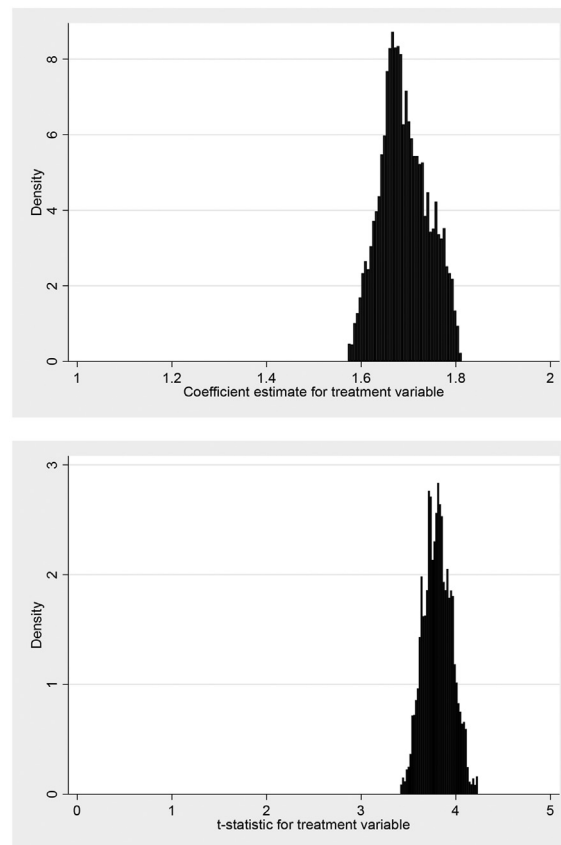 Density
8
6
4
2
0
1 1.2 1.4 1.6 1.8 2
Coefficient estimate for treatment variable
Density
3
2
1
0
0 1 2 3 4 5
t-statistic for treatment variable